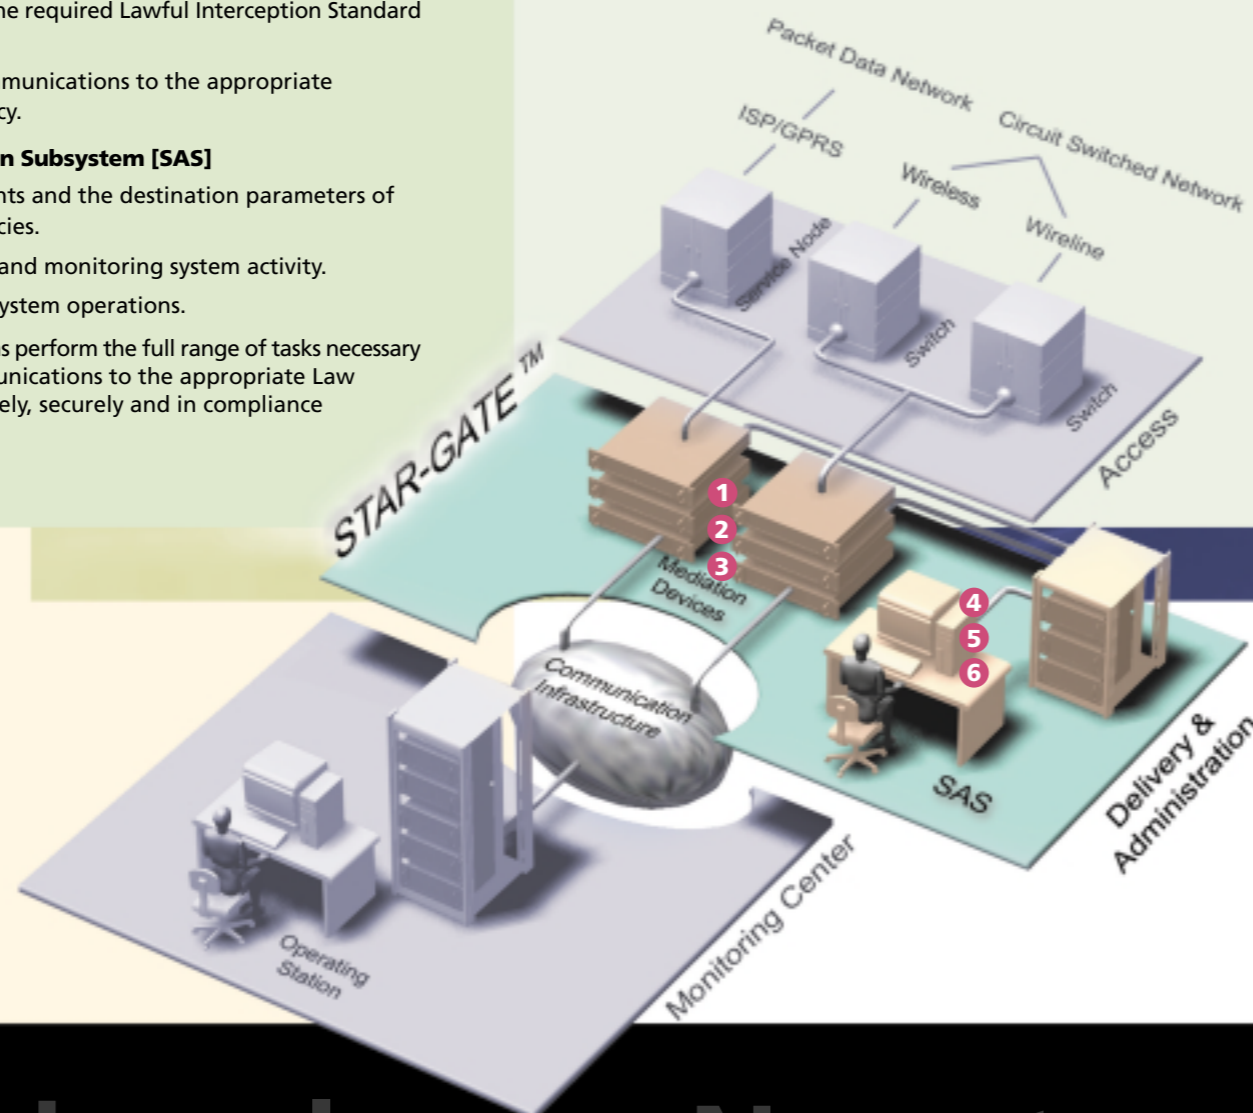 ne required Lawful Interception Standard
mmunications to the appropriate
cy.
n Subsystem [SAS]
nts and the destination parameters of
cies.
and monitoring system activity.
ystem operations.
s perform the full range of tasks necessary
unications to the appropriate Law
ely, securely and in compliance
Packet Data Network
ISP/GPRS
Circuit Switched Network
Wireless
Wireline
Service Node
Switch
Switch
Access
STAR-GATE™
1
2
3
Mediation
Devices
4
5
6
SAS
Delivery &
Administration
Communication
Infrastructure
Operating
Station
Monitoring Center